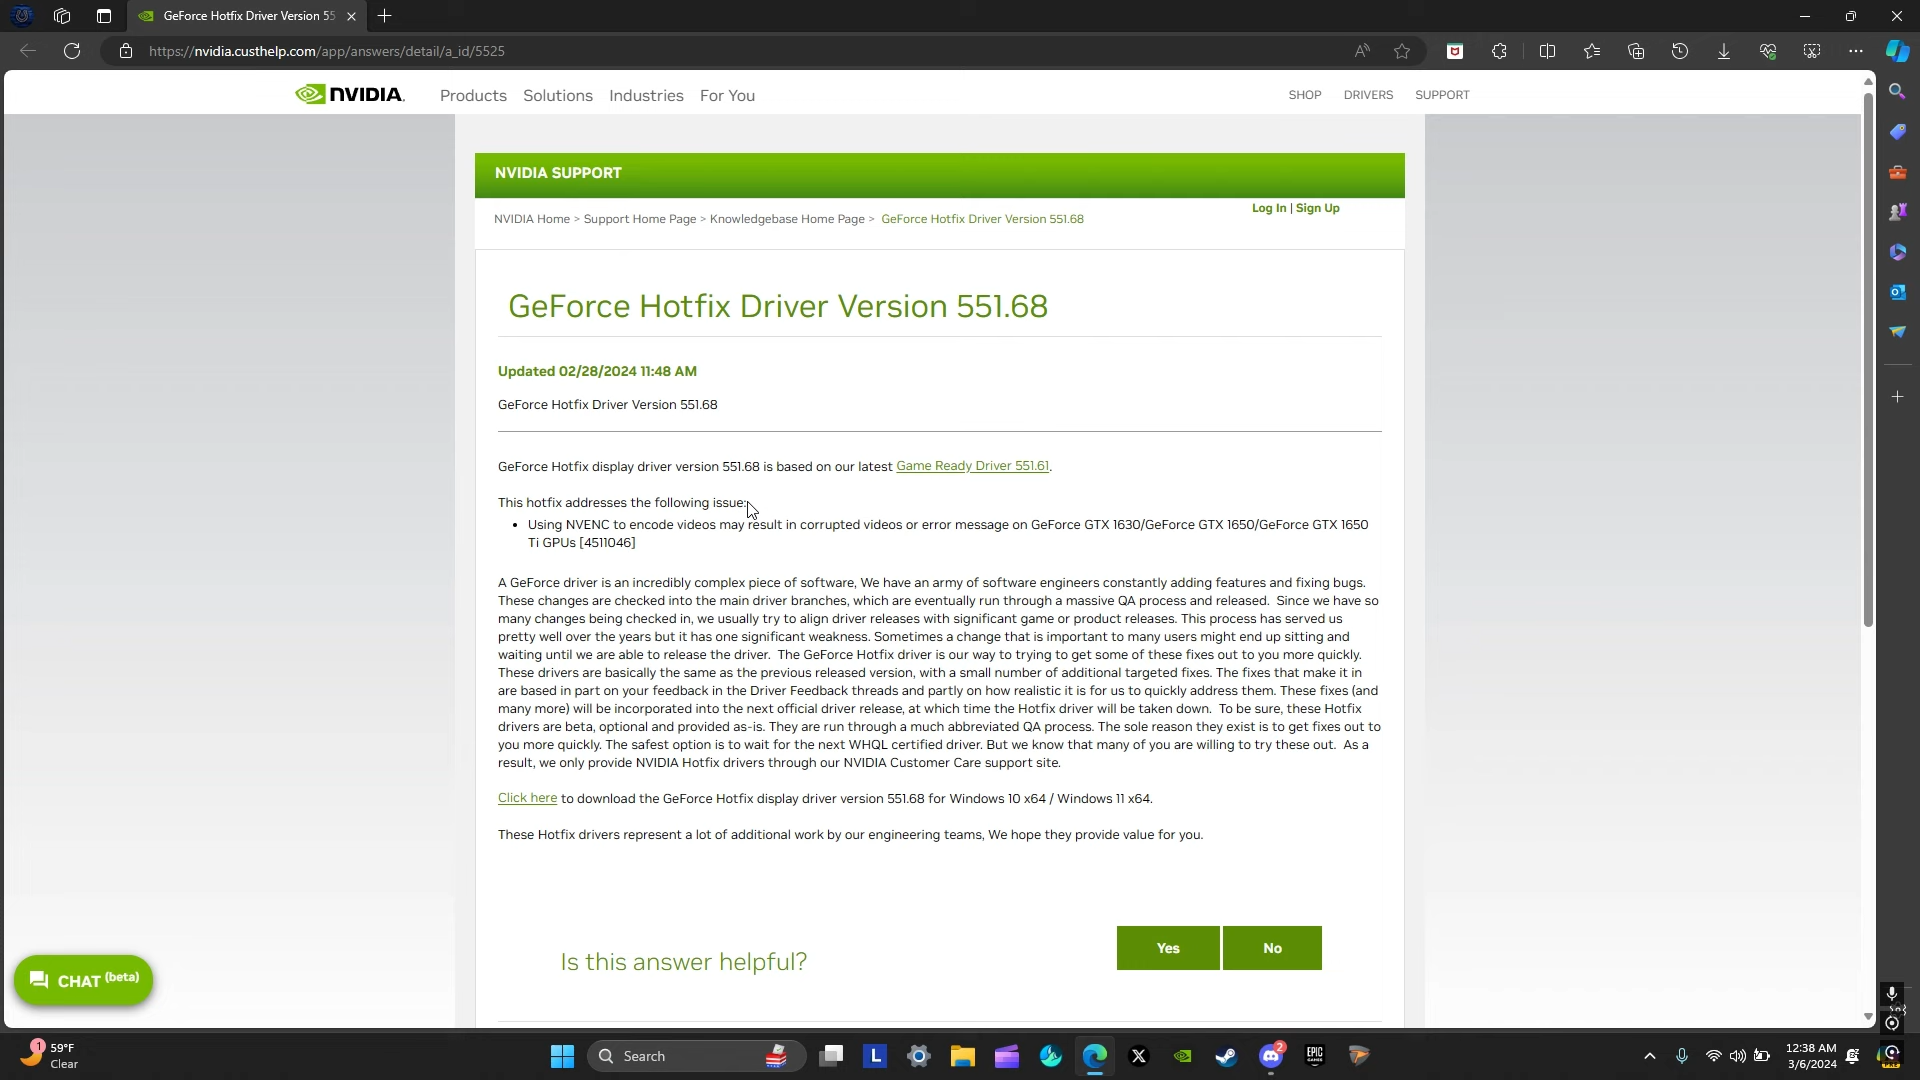 GeForce Hotfix Driver Version 55
https://nvidia.custhelp.com/app/answers/detail/a_id/5525
NVIDIA.
Products Solutions Industries For You
SHOP DRIVERS SUPPORT
NVIDIA SUPPORT
Log In | Sign Up
NVIDIA Home > Support Home Page > Knowledgebase Home Page > GeForce Hotfix Driver Version 551.68
GeForce Hotfix Driver Version 551.68
Updated 02/28/2024 11:48 AM
GeForce Hotfix Driver Version 551.68
GeForce Hotfix display driver version 551.68 is based on our latest Game Ready Driver 551.61.
This hotfix addresses the following issue:
• Using NVENC to encode videos may result in corrupted videos or error message on GeForce GTX 1630/GeForce GTX 1650/GeForce GTX 1650
Ti GPUs [4511046]
A GeForce driver is an incredibly complex piece of software, We have an army of software engineers constantly adding features and fixing bugs.
These changes are checked into the main driver branches, which are eventually run through a massive QA process and released. Since we have so
many changes being checked in, we usually try to align driver releases with significant game or product releases. This process has served us
pretty well over the years but it has one significant weakness. Sometimes a change that is important to many users might end up sitting and
waiting until we are able to release the driver. The GeForce Hotfix driver is our way to trying to get some of these fixes out to you more quickly.
These drivers are basically the same as the previous released version, with a small number of additional targeted fixes. The fixes that make it in
are based in part on your feedback in the Driver Feedback threads and partly on how realistic it is for us to quickly address them. These fixes (and
many more) will be incorporated into the next official driver release, at which time the Hotfix driver will be taken down. To be sure, these Hotfix
drivers are beta, optional and provided as-is. They are run through a much abbreviated QA process. The sole reason they exist is to get fixes out to
you more quickly. The safest option is to wait for the next WHQL certified driver. But we know that many of you are willing to try these out. As a
result, we only provide NVIDIA Hotfix drivers through our NVIDIA Customer Care support site.
Click here to download the GeForce Hotfix display driver version 551.68 for Windows 10 x64 / Windows 11 x64.
These Hotfix drivers represent a lot of additional work by our engineering teams, We hope they provide value for you.
Is this answer helpful?
Yes No
CHAT (beta)
1
59°F
Clear
Search
L
X
2
EPIC
GAMES
12:38 AM
3/6/2024
PRE